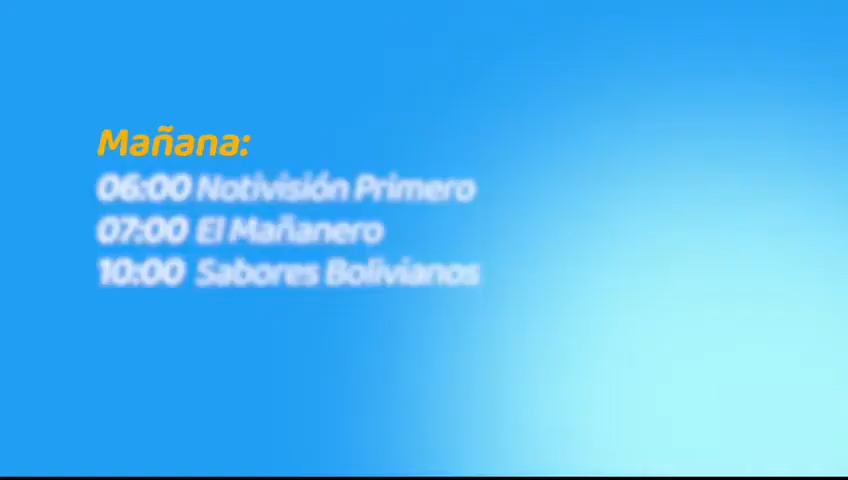 Mañana:
06:00 Notivisión Primero
07:00 El Mañanero
10:00 Sabores Bolivianos